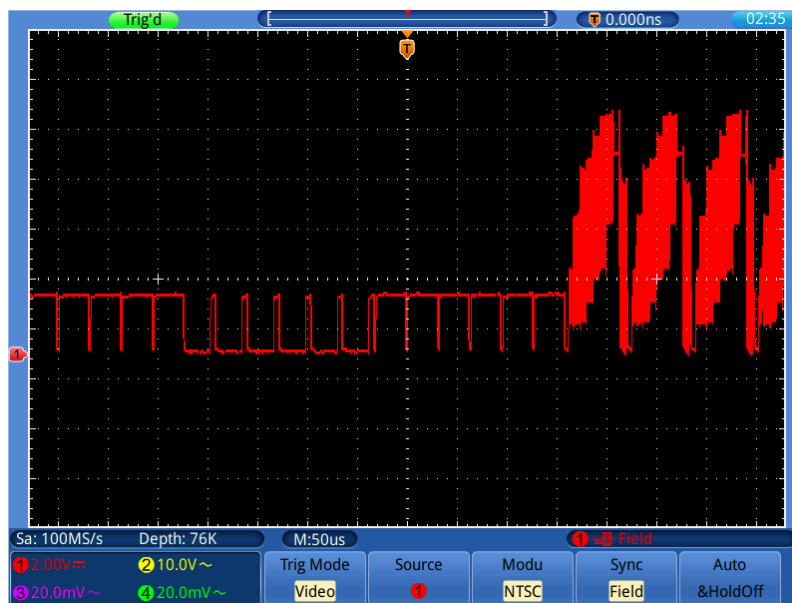 Trig'd [ ] T 0.000ns 02:35
T
1
Sa: 100MS/s Depth: 76K M:50us 1 Field
1 2.00V 2 10.0V~ Trig Mode Source Modu Sync Auto
3 20.0mV~ 4 20.0mV~ Video 1 NTSC Field &HoldOff